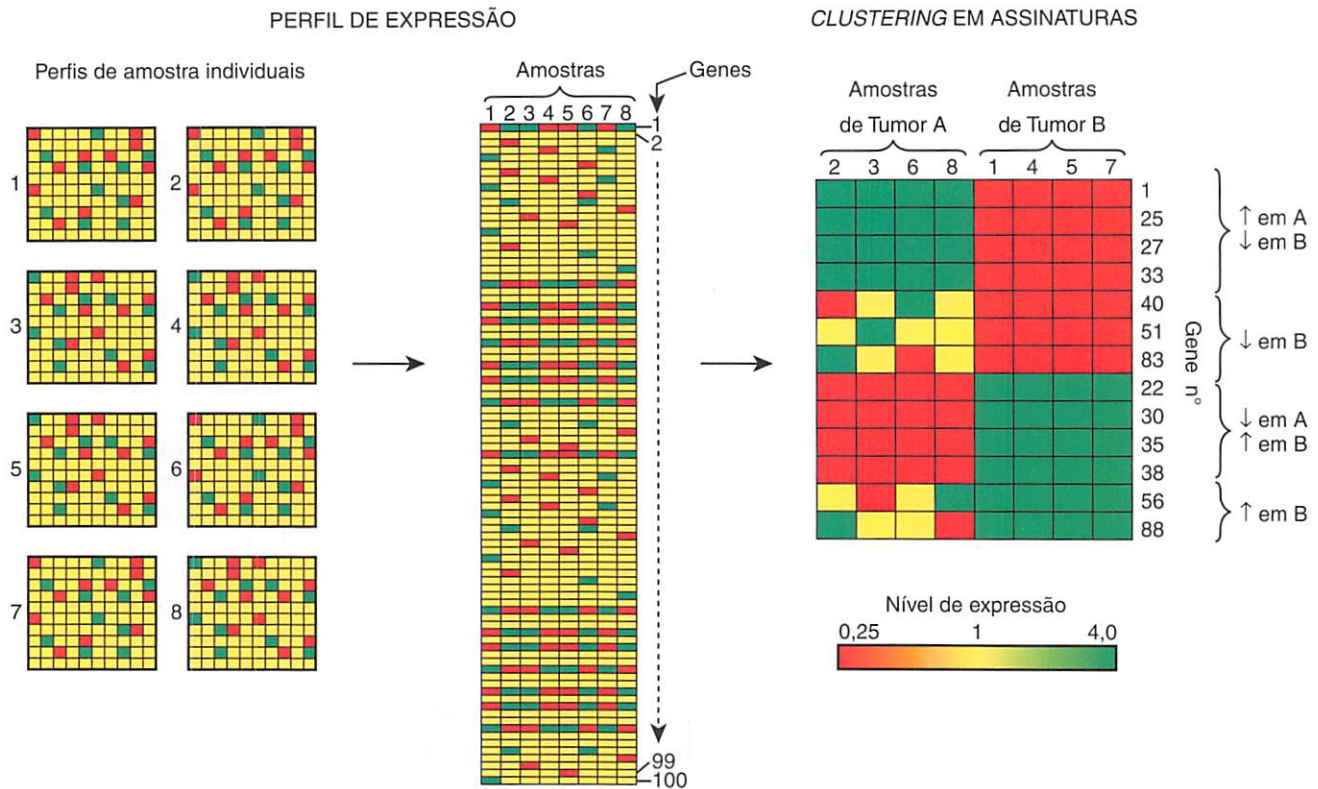 PERFIL DE EXPRESSÃO
CLUSTERING EM ASSINATURAS
Perfis de amostra individuais
1
2
3
4
5
6
7
8
Amostras
Genes
1 2 3 4 5 6 7 8
1
2
99
100
Amostras de Tumor A
Amostras de Tumor B
2 3 6 8 1 4 5 7
1
25
27
33
40
51
83
22
30
35
38
56
88
Gene nº
↑ em A
↓ em B
↓ em B
↓ em A
↑ em B
↑ em B
Nível de expressão
0,25 1 4,0